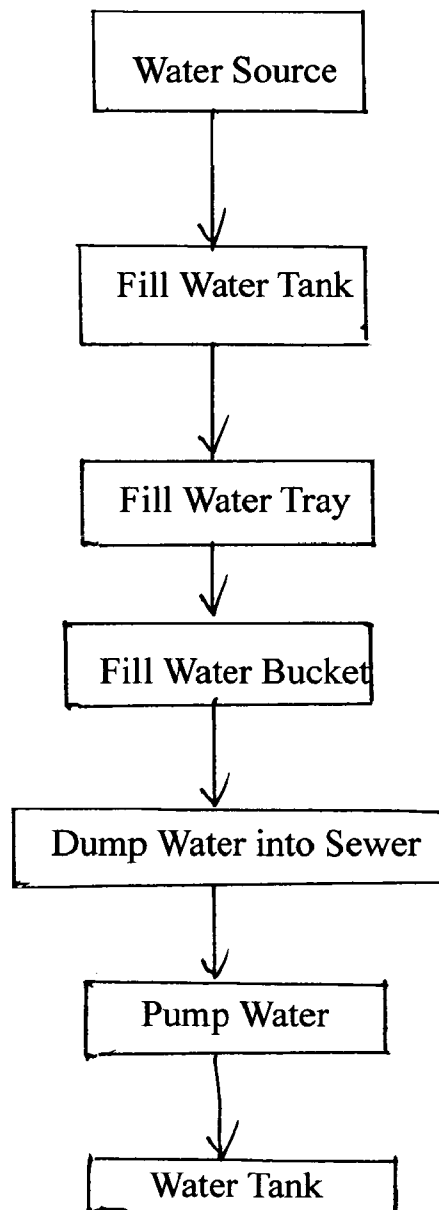 Water Source
Fill Water Tank
Fill Water Tray
Fill Water Bucket
Dump Water into Sewer
Pump Water
Water Tank